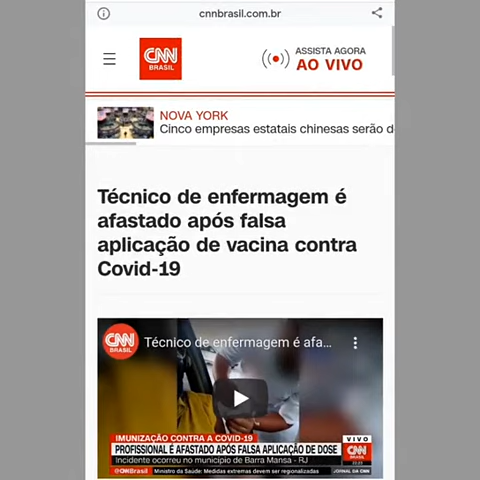 cnnbrasil.com.br
CNN
BRASIL
ASSISTA AGORA
AO VIVO
NOVA YORK
Cinco empresas estatais chinesas serão d
Técnico de enfermagem é
afastado após falsa
aplicação de vacina contra
Covid-19
CNN
BRASIL
Técnico de enfermagem é afa...
IMUNIZAÇÃO CONTRA A COVID-19
VIVO
PROFISSIONAL É AFASTADO APÓS FALSA APLICAÇÃO DE DOSE
CNN
BRASIL
Incidente ocorreu no município de Barra Mansa - RJ
@CNNBrasil
Ministro da Saúde: Medidas extremas devem ser regionalizadas
JORNAL DA CNN